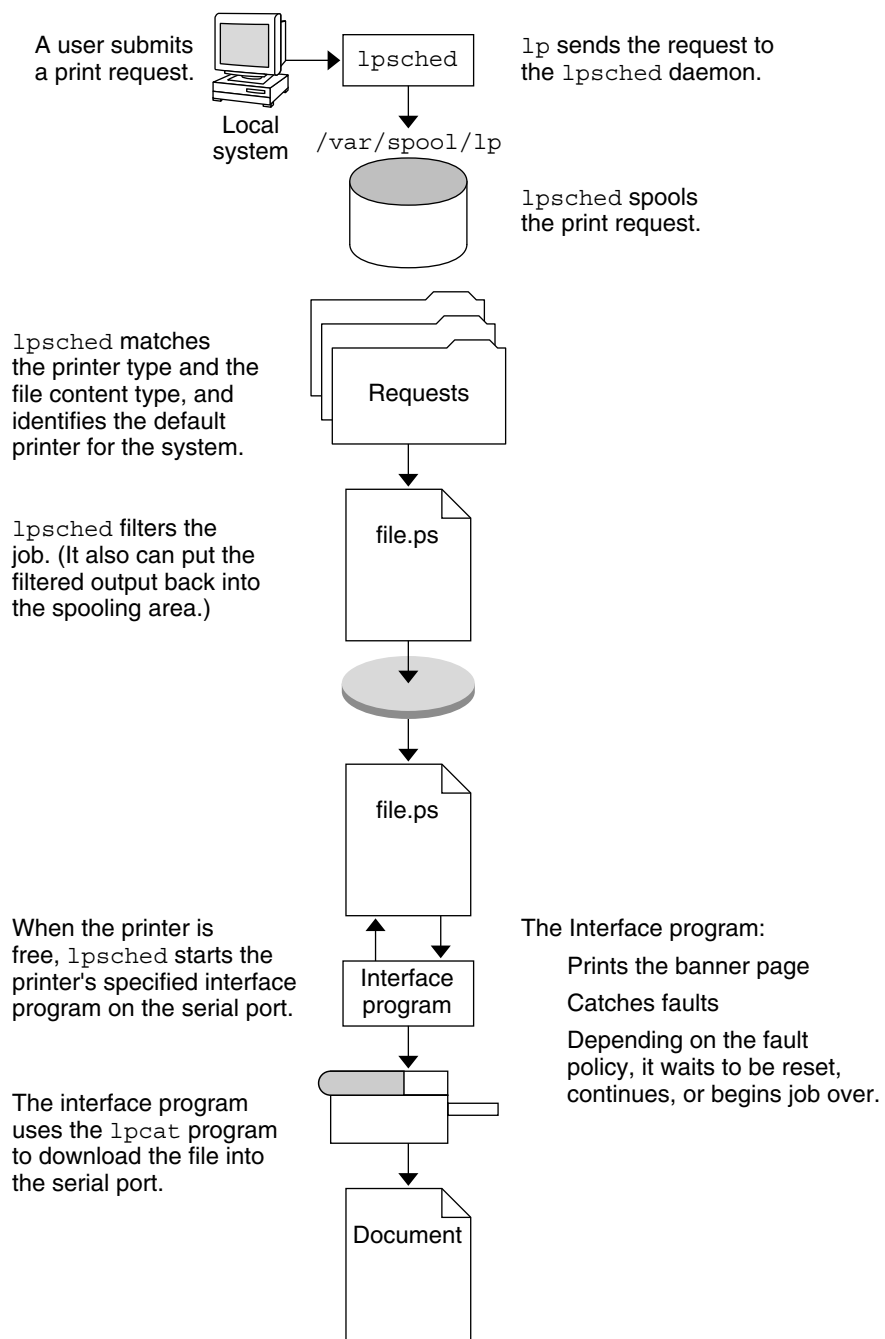 A user submits
a print request.
Local
system
lpsched
lp sends the request to
the lpsched daemon.
/var/spool/lp
lpsched spools
the print request.
lpsched matches
the printer type and the
file content type, and
identifies the default
printer for the system.
Requests
lpsched filters the
job. (It also can put the
filtered output back into
the spooling area.)
file.ps
file.ps
When the printer is
free, lpsched starts the
printer's specified interface
program on the serial port.
Interface
program
The Interface program:
Prints the banner page
Catches faults
Depending on the fault
policy, it waits to be reset,
continues, or begins job over.
The interface program
uses the lpcat program
to download the file into
the serial port.
Document